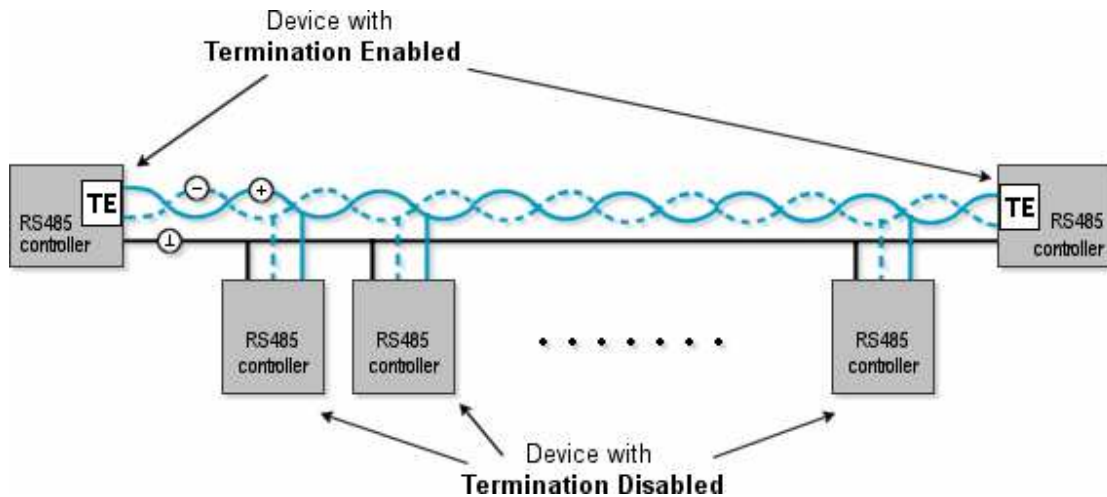 Device with
Termination Enabled
TE
RS485
controller
−
+
⊥
TE
RS485
controller
RS485
controller
RS485
controller
RS485
controller
Device with
Termination Disabled